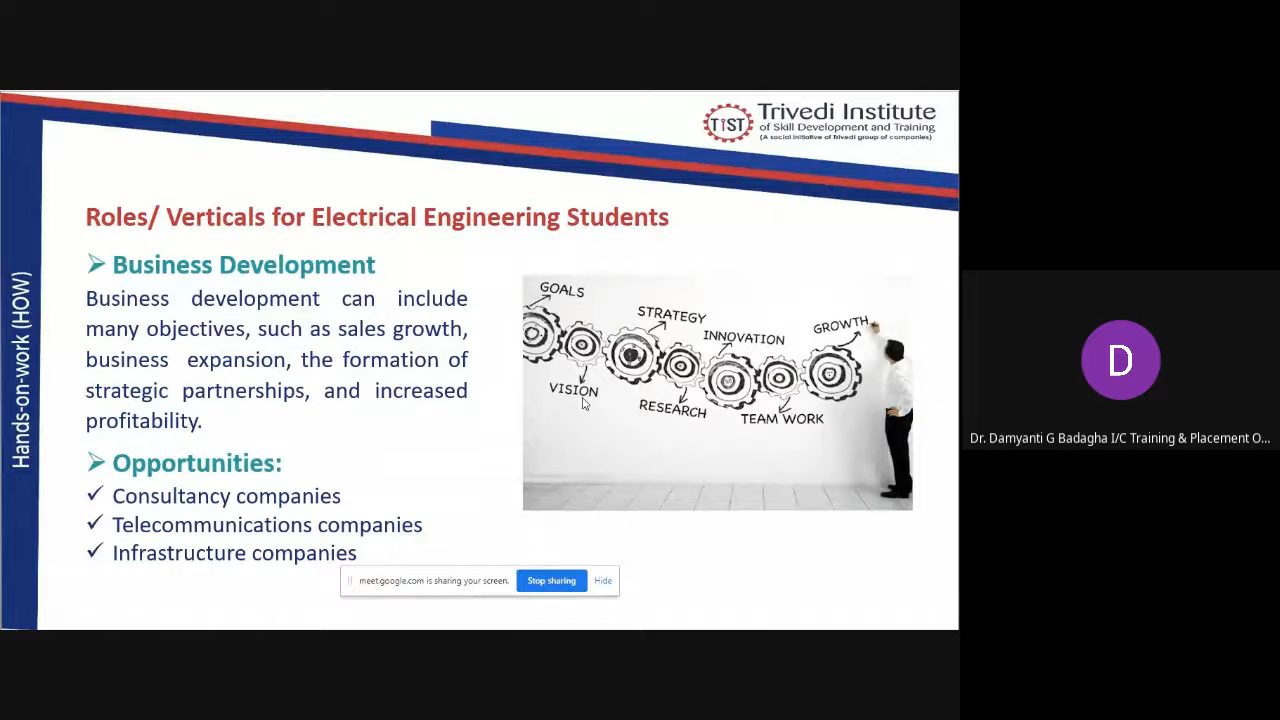 TIST
Trivedi Institute
of Skill Development and Training
(A social initiative of Trivedi group of companies)
Hands-on-work (HOW)
Roles/ Verticals for Electrical Engineering Students
Business Development
Business development can include
many objectives, such as sales growth,
business expansion, the formation of
strategic partnerships, and increased
profitability.
Opportunities:
Consultancy companies
Telecommunications companies
Infrastructure companies
GOALS
VISION
STRATEGY
RESEARCH
INNOVATION
TEAM WORK
GROWTH
meet.google.com is sharing your screen.
Stop sharing
Hide
D
Dr. Damyanti G Badagha I/C Training & Placement O...